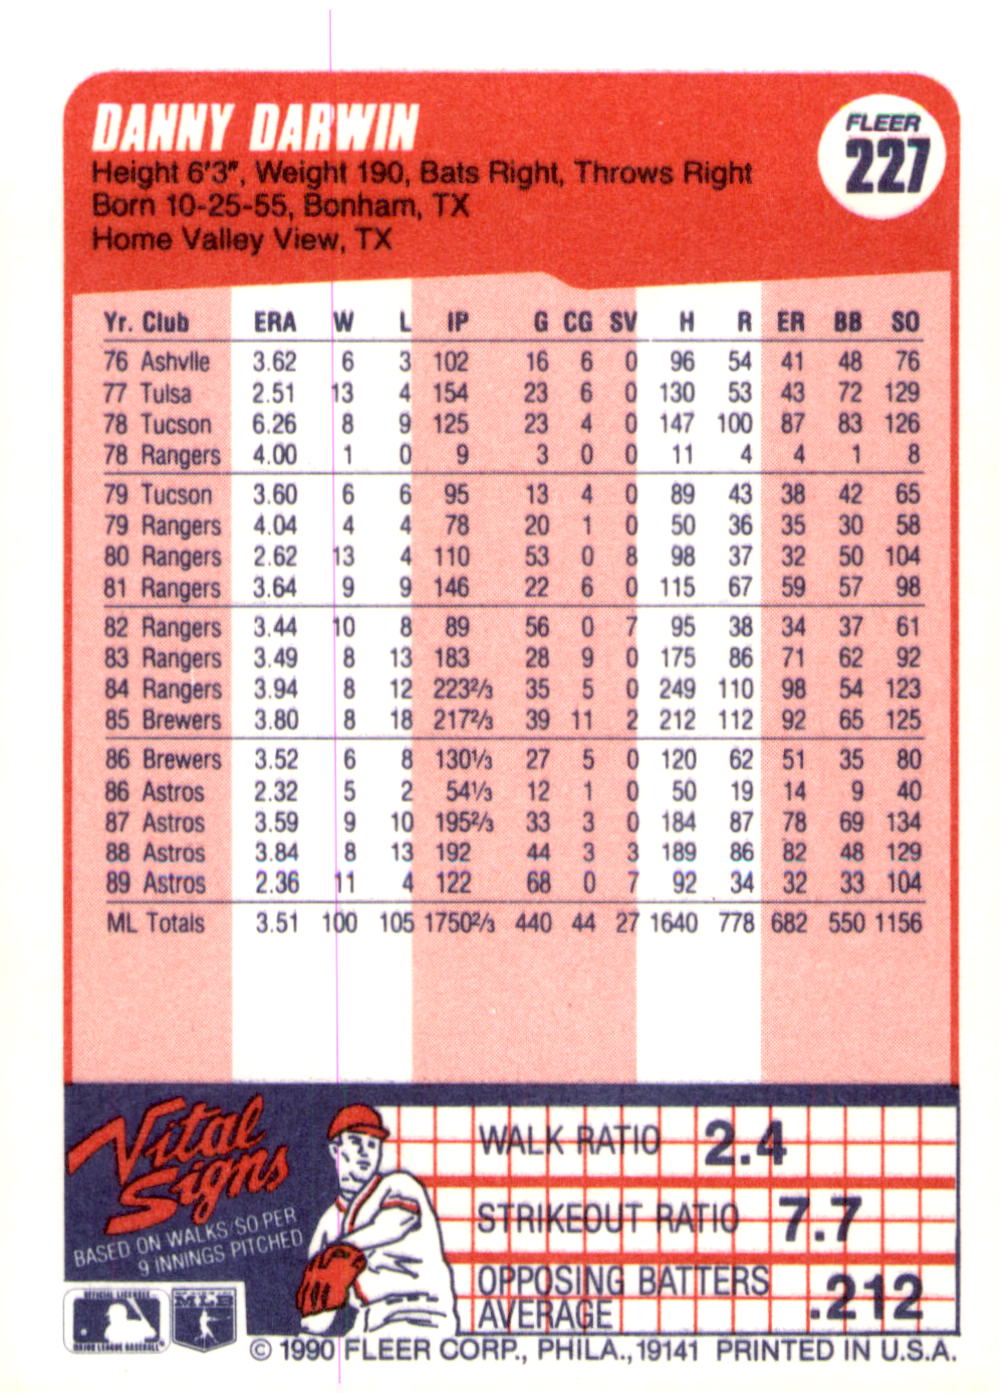 DANNY DARWIN
FLEER
227
Height 6'3", Weight 190, Bats Right, Throws Right
Born 10-25-55, Bonham, TX
Home Valley View, TX
Yr. Club ERA W L IP G CG SV H R ER BB SO
76 Ashvlle 3.62 6 3 102 16 6 0 96 54 41 48 76
77 Tulsa 2.51 13 4 154 23 6 0 130 53 43 72 129
78 Tucson 6.26 8 9 125 23 4 0 147 100 87 83 126
78 Rangers 4.00 1 0 9 3 0 0 11 4 4 1 8
79 Tucson 3.60 6 6 95 13 4 0 89 43 38 42 65
79 Rangers 4.04 4 4 78 20 1 0 50 36 35 30 58
80 Rangers 2.62 13 4 110 53 0 8 98 37 32 50 104
81 Rangers 3.64 9 9 146 22 6 0 115 67 59 57 98
82 Rangers 3.44 10 8 89 56 0 7 95 38 34 37 61
83 Rangers 3.49 8 13 183 28 9 0 175 86 71 62 92
84 Rangers 3.94 8 12 2232/3 35 5 0 249 110 98 54 123
85 Brewers 3.80 8 18 2172/3 39 11 2 212 112 92 65 125
86 Brewers 3.52 6 8 1301/3 27 5 0 120 62 51 35 80
86 Astros 2.32 5 2 541/3 12 1 0 50 19 14 9 40
87 Astros 3.59 9 10 1952/3 33 3 0 184 87 78 69 134
88 Astros 3.84 8 13 192 44 3 3 189 86 82 48 129
89 Astros 2.36 11 4 122 68 0 7 92 34 32 33 104
ML Totals 3.51 100 105 17502/3 440 44 27 1640 778 682 550 1156
Vital
Signs
BASED ON WALKS/SO PER
9 INNINGS PITCHED
WALK RATIO 2.4
STRIKEOUT RATIO 7.7
OPPOSING BATTERS
AVERAGE .212
OFFICIAL LICENSEE
MAJOR LEAGUE BASEBALL
MLB
© 1990 FLEER CORP., PHILA., 19141 PRINTED IN U.S.A.